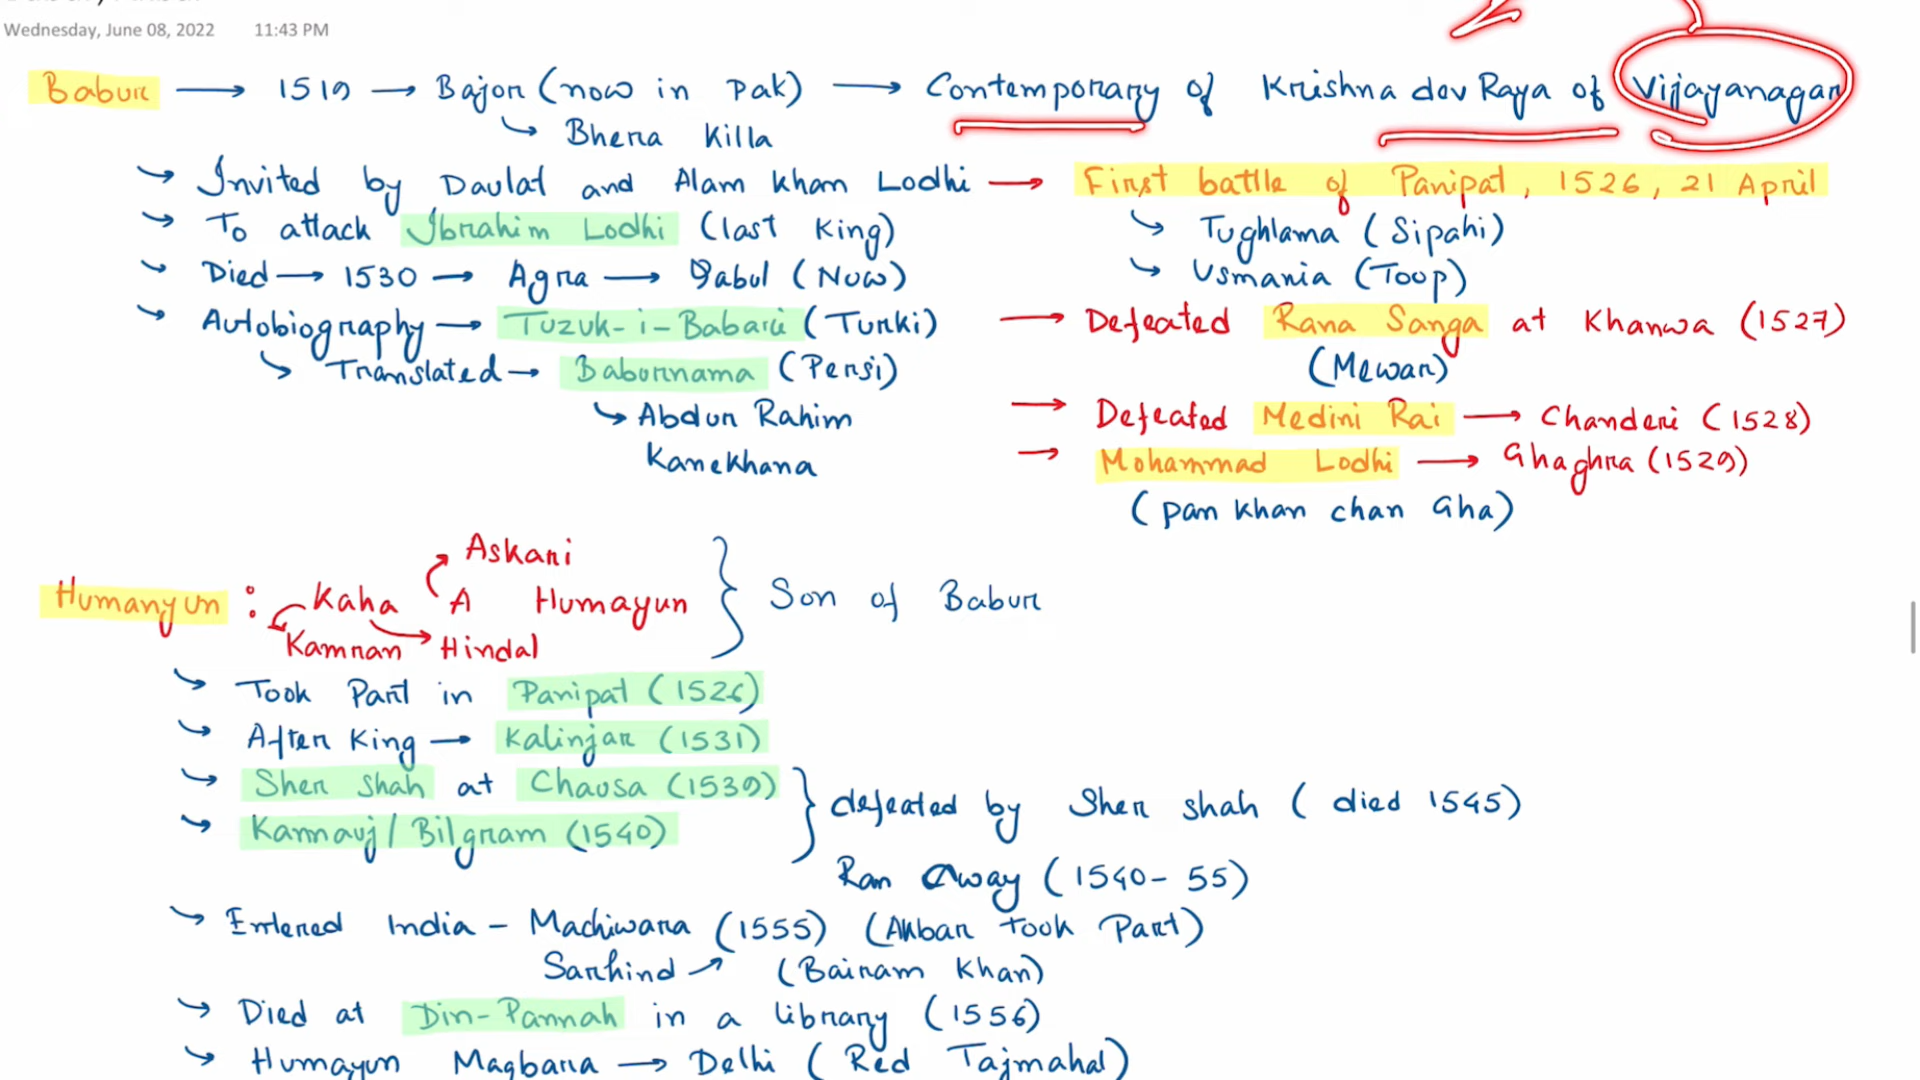 Wednesday, June 08, 2022 11:43 PM
Babur → 1519 → Bajor (now in Pak) → Contemporary of Krishna dev Raya of Vijayanagar
↳ Bhera Killa
↳ Invited by Daulat and Alam Khan Lodhi → First battle of Panipat, 1526, 21 April
↳ To attack Ibrahim Lodhi (last King)
↳ Tughlama (Sipahi)
↳ Died → 1530 → Agra → Kabul (Now)
↳ Usmania (Toop)
↳ Autobiography → Tuzuk-i-Babari (Turki)
→ Defeated Rana Sanga at Khanwa (1527)
↳ Translated → Baburnama (Persi)
(Mewar)
↳ Abdur Rahim
Kanekhana
→ Defeated Medini Rai → Chanderi (1528)
→ Mohammad Lodhi → Ghaghra (1529)
(Pan khan chan Gha)
Humanyun : Kaha A Humayun } Son of Babur
Askari
Kamran Hindal
↳ Took Part in Panipat (1526)
↳ After King → Kalinjar (1531)
↳ Sher Shah at Chausa (1539)
↳ Kannauj / Bilgram (1540)
} defeated by Sher shah ( died 1545)
Ran Away (1540- 55)
↳ Entered India - Machiwara (1555) (Akbar took Part)
Sarhind ↗ (Bairam Khan)
↳ Died at Din-Pannah in a library (1556)
↳ Humayun Maqbara → Delhi ( Red Tajmahal)